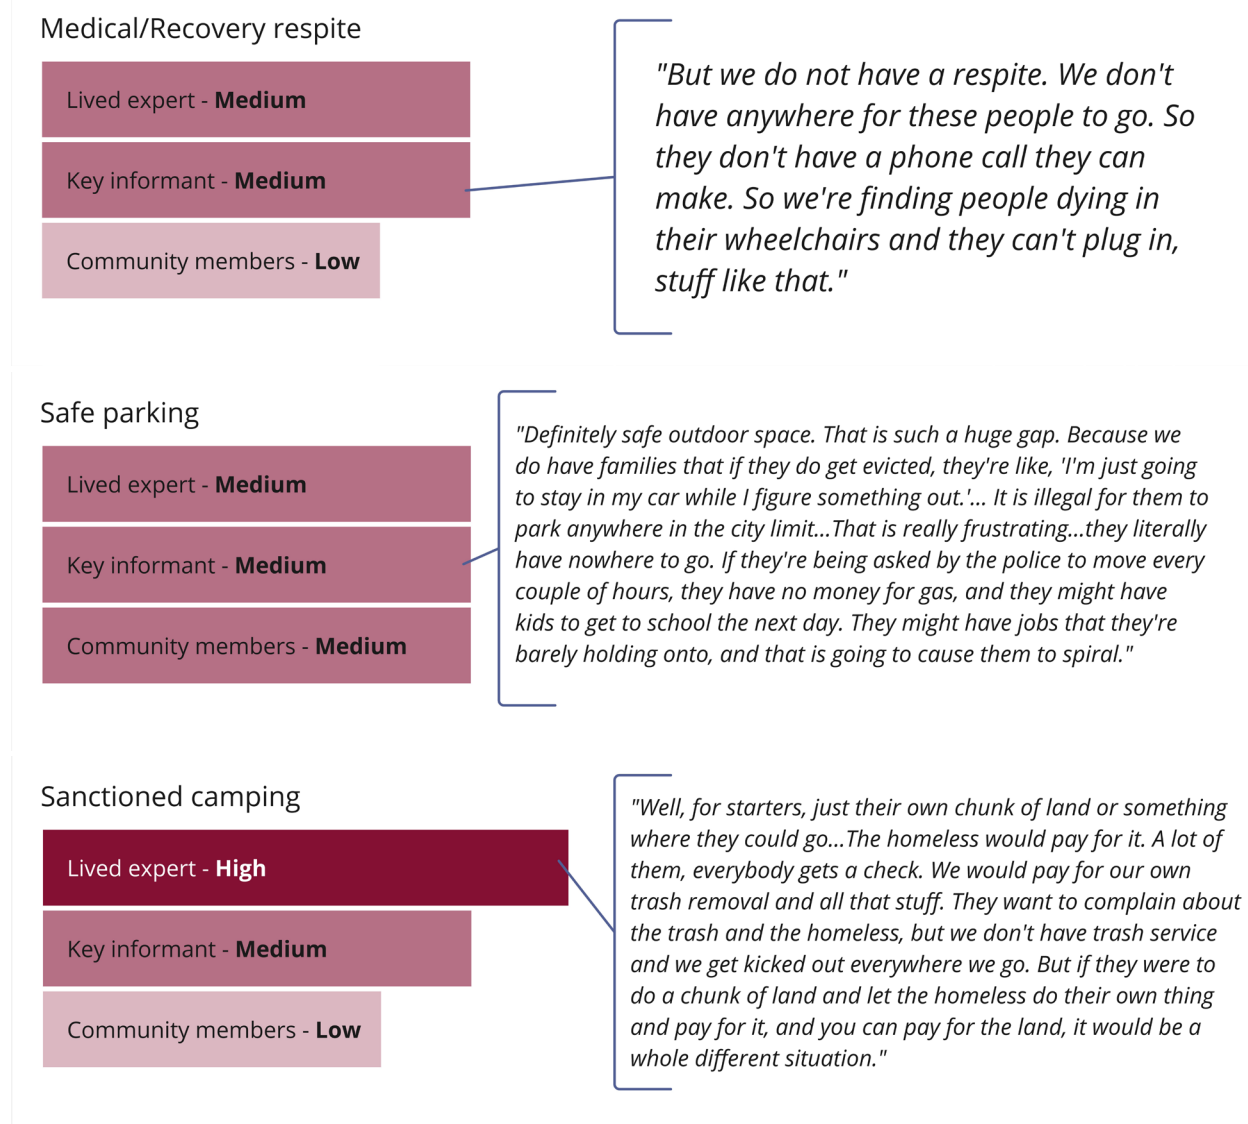 Medical/Recovery respite
Lived expert - Medium
Key informant - Medium
Community members - Low
"But we do not have a respite. We don't
have anywhere for these people to go. So
they don't have a phone call they can
make. So we're finding people dying in
their wheelchairs and they can't plug in,
stuff like that."
Safe parking
Lived expert - Medium
Key informant - Medium
Community members - Medium
"Definitely safe outdoor space. That is such a huge gap. Because we
do have families that if they do get evicted, they're like, 'I'm just going
to stay in my car while I figure something out.'... It is illegal for them to
park anywhere in the city limit...That is really frustrating...they literally
have nowhere to go. If they're being asked by the police to move every
couple of hours, they have no money for gas, and they might have
kids to get to school the next day. They might have jobs that they're
barely holding onto, and that is going to cause them to spiral."
Sanctioned camping
Lived expert - High
Key informant - Medium
Community members - Low
"Well, for starters, just their own chunk of land or something
where they could go...The homeless would pay for it. A lot of
them, everybody gets a check. We would pay for our own
trash removal and all that stuff. They want to complain about
the trash and the homeless, but we don't have trash service
and we get kicked out everywhere we go. But if they were to
do a chunk of land and let the homeless do their own thing
and pay for it, and you can pay for the land, it would be a
whole different situation."